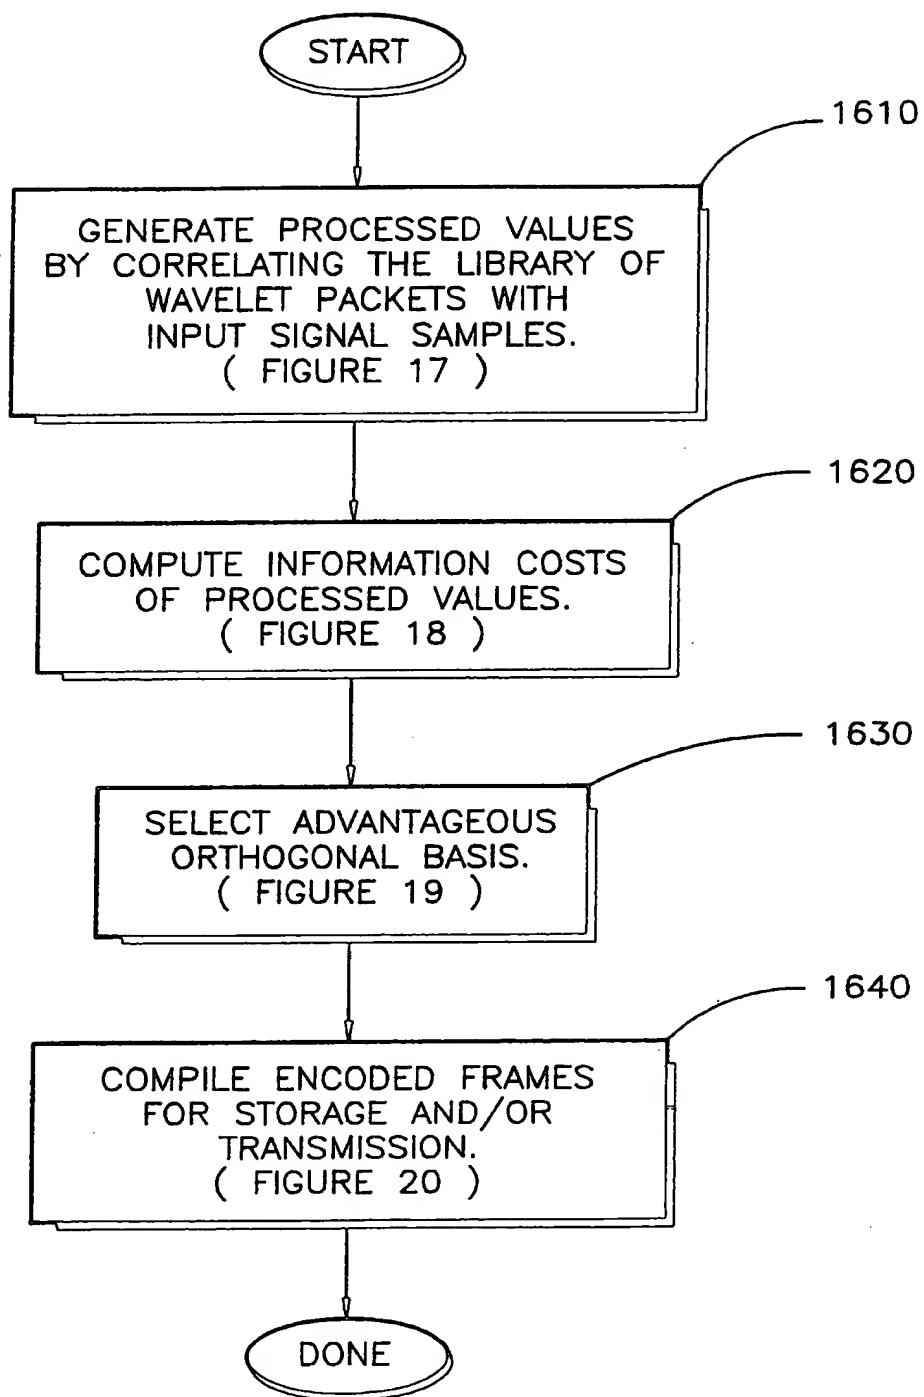 START
1610
GENERATE PROCESSED VALUES
BY CORRELATING THE LIBRARY OF
WAVELET PACKETS WITH
INPUT SIGNAL SAMPLES.
( FIGURE 17 )
1620
COMPUTE INFORMATION COSTS
OF PROCESSED VALUES.
( FIGURE 18 )
1630
SELECT ADVANTAGEOUS
ORTHOGONAL BASIS.
( FIGURE 19 )
1640
COMPILE ENCODED FRAMES
FOR STORAGE AND/OR
TRANSMISSION.
( FIGURE 20 )
DONE